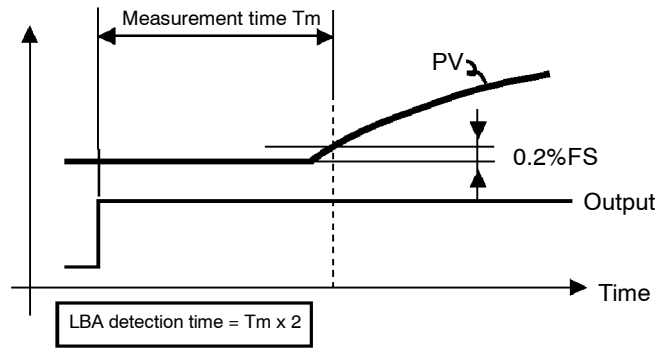 Measurement time Tm
PV
0.2%FS
Output
Time
LBA detection time = Tm x 2